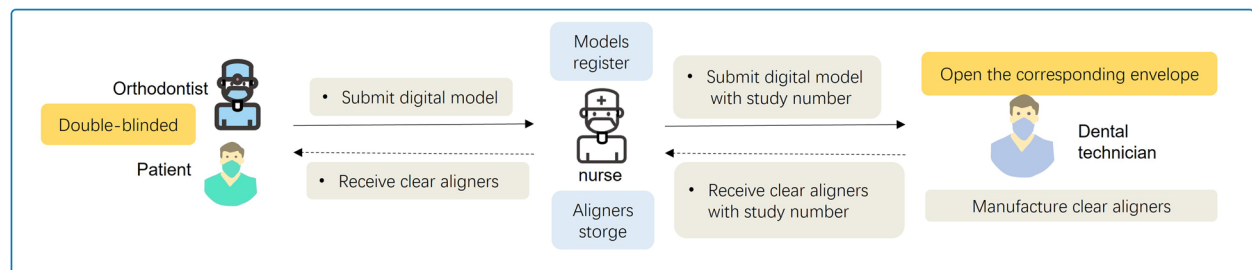 Orthodontist
Double-blinded
Patient
• Submit digital model
• Receive clear aligners
Models
register
nurse
Aligners
storge
• Submit digital model
with study number
• Receive clear aligners
with study number
Open the corresponding envelope
Dental
technician
Manufacture clear aligners